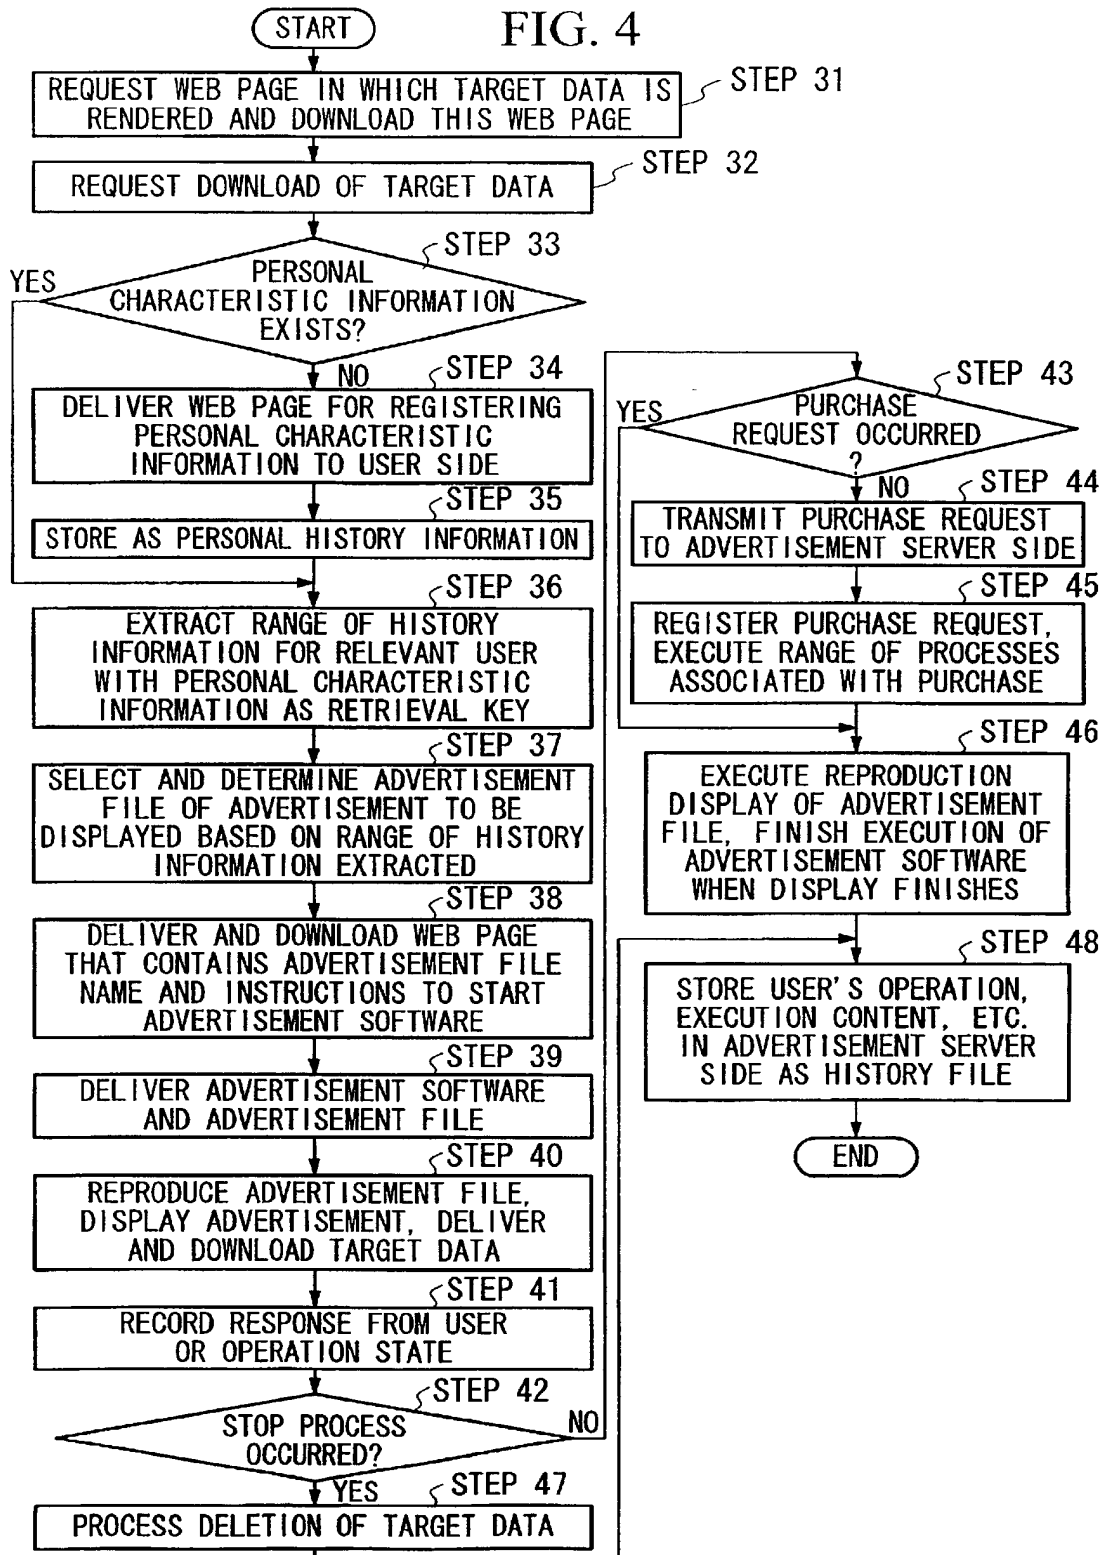 FIG. 4
START
STEP 31
REQUEST WEB PAGE IN WHICH TARGET DATA IS
RENDERED AND DOWNLOAD THIS WEB PAGE
STEP 32
REQUEST DOWNLOAD OF TARGET DATA
STEP 33
YES
PERSONAL
CHARACTERISTIC INFORMATION
EXISTS?
NO
STEP 34
DELIVER WEB PAGE FOR REGISTERING
PERSONAL CHARACTERISTIC
INFORMATION TO USER SIDE
STEP 35
STORE AS PERSONAL HISTORY INFORMATION
STEP 36
EXTRACT RANGE OF HISTORY
INFORMATION FOR RELEVANT USER
WITH PERSONAL CHARACTERISTIC
INFORMATION AS RETRIEVAL KEY
STEP 37
SELECT AND DETERMINE ADVERTISEMENT
FILE OF ADVERTISEMENT TO BE
DISPLAYED BASED ON RANGE OF HISTORY
INFORMATION EXTRACTED
STEP 38
DELIVER AND DOWNLOAD WEB PAGE
THAT CONTAINS ADVERTISEMENT FILE
NAME AND INSTRUCTIONS TO START
ADVERTISEMENT SOFTWARE
STEP 39
DELIVER ADVERTISEMENT SOFTWARE
AND ADVERTISEMENT FILE
STEP 40
REPRODUCE ADVERTISEMENT FILE,
DISPLAY ADVERTISEMENT, DELIVER
AND DOWNLOAD TARGET DATA
STEP 41
RECORD RESPONSE FROM USER
OR OPERATION STATE
STEP 42
STOP PROCESS
OCCURRED?
NO
YES
STEP 47
PROCESS DELETION OF TARGET DATA
STEP 43
YES
PURCHASE
REQUEST OCCURRED
?
NO
STEP 44
TRANSMIT PURCHASE REQUEST
TO ADVERTISEMENT SERVER SIDE
STEP 45
REGISTER PURCHASE REQUEST,
EXECUTE RANGE OF PROCESSES
ASSOCIATED WITH PURCHASE
STEP 46
EXECUTE REPRODUCTION
DISPLAY OF ADVERTISEMENT
FILE, FINISH EXECUTION OF
ADVERTISEMENT SOFTWARE
WHEN DISPLAY FINISHES
STEP 48
STORE USER'S OPERATION,
EXECUTION CONTENT, ETC.
IN ADVERTISEMENT SERVER
SIDE AS HISTORY FILE
END